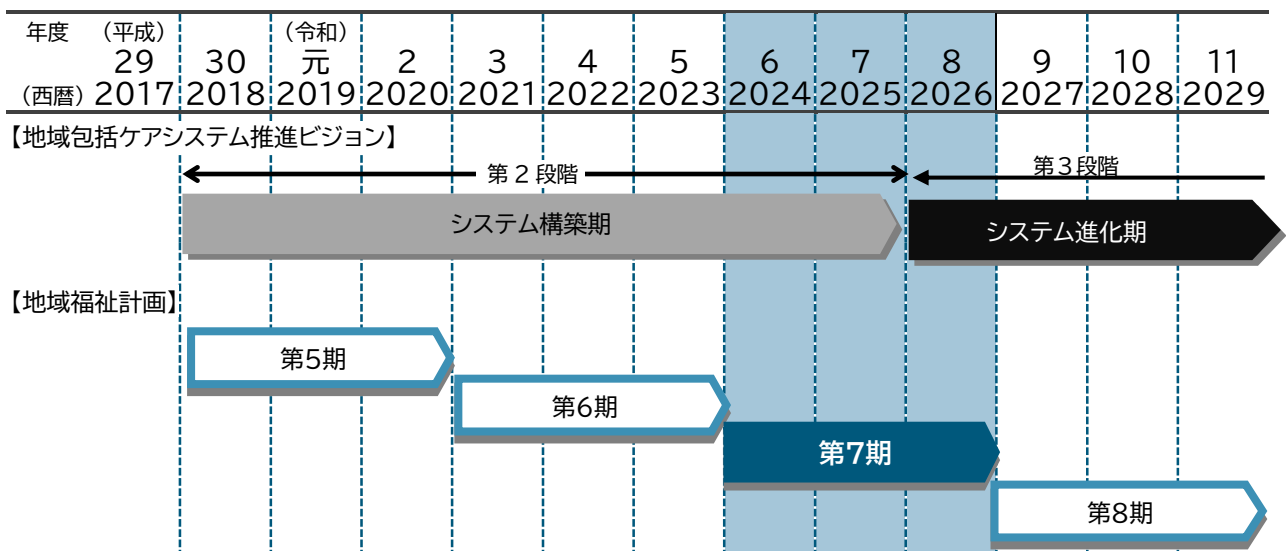 年度 (平成) (令和)
29 30 元 2 3 4 5 6 7 8 9 10 11
(西暦) 2017 2018 2019 2020 2021 2022 2023 2024 2025 2026 2027 2028 2029
【地域包括ケアシステム推進ビジョン】
第2段階 第3段階
システム構築期 システム進化期
【地域福祉計画】
第5期
第6期
第7期
第8期